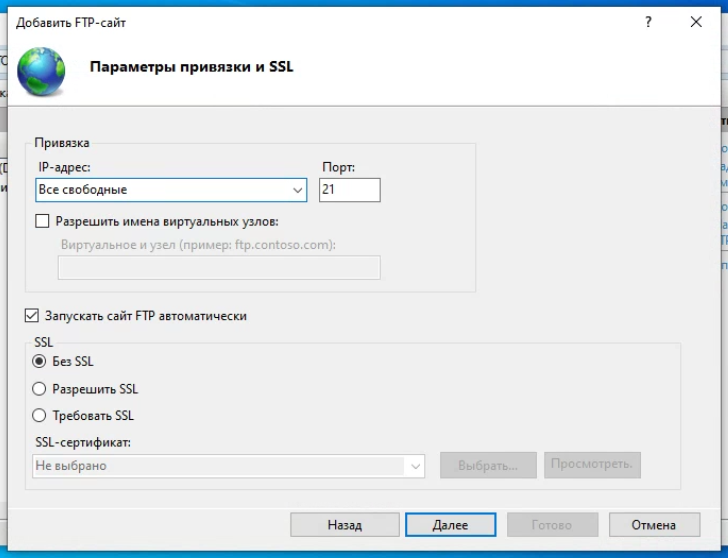 Добавить FTP-сайт
Параметры привязки и SSL
Привязка
IP-адрес: Порт:
Все свободные 21
Разрешить имена виртуальных узлов:
Виртуальное и узел (пример: ftp.contoso.com):
Запускать сайт FTP автоматически
SSL
Без SSL
Разрешить SSL
Требовать SSL
SSL-сертификат:
Не выбрано Выбрать... Просмотреть.
Назад Далее Готово Отмена